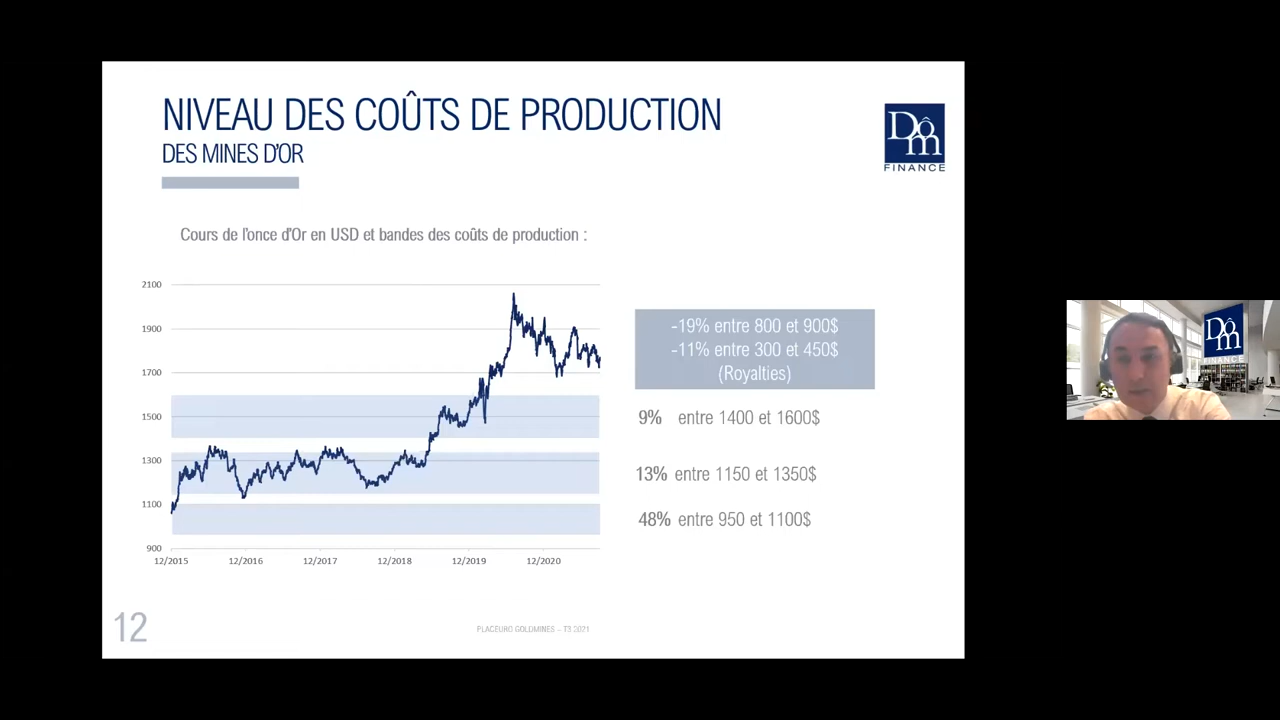 NIVEAU DES COÛTS DE PRODUCTION
DES MINES D'OR
Dôm
FINANCE
Cours de l'once d'Or en USD et bandes des coûts de production :
2100
1900
1700
1500
1300
1100
900
12/2015 12/2016 12/2017 12/2018 12/2019 12/2020
-19% entre 800 et 900$
-11% entre 300 et 450$
(Royalties)
9% entre 1400 et 1600$
13% entre 1150 et 1350$
48% entre 950 et 1100$
12
PLACEURO GOLDMINES – T3 2021
Dôm
FINANCE